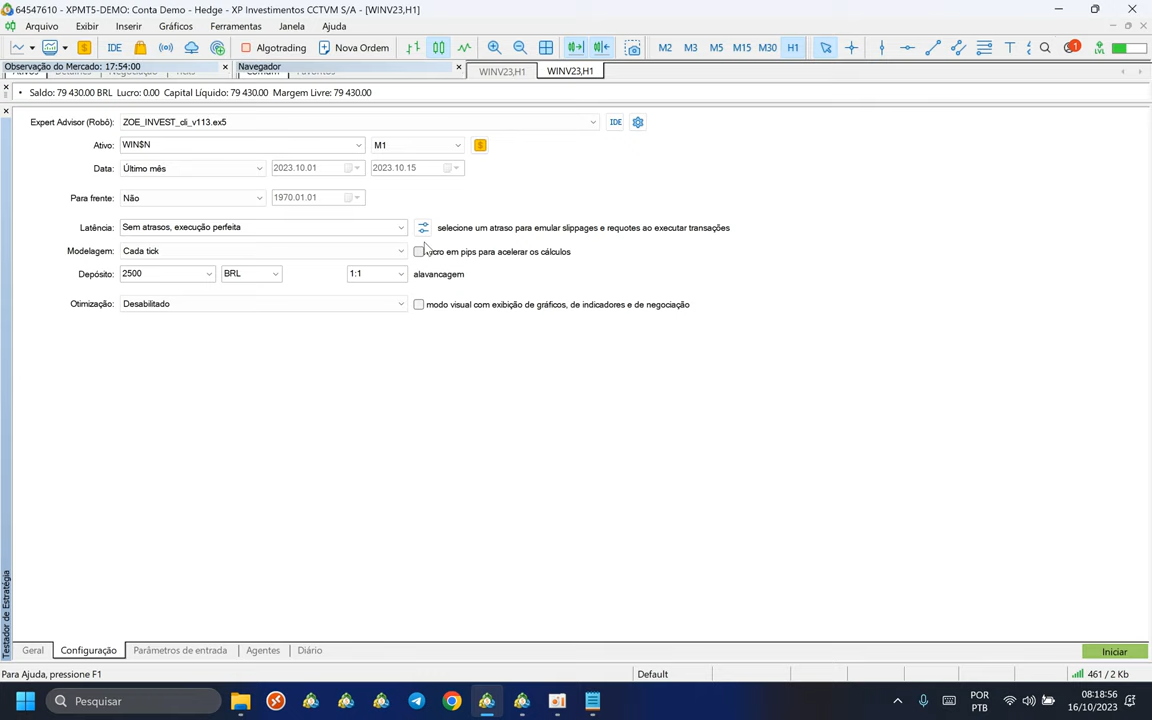 64547610 - XPMT5-DEMO: Conta Demo - Hedge - XP Investimentos CCTVM S/A - [WINV23,H1]
Arquivo Exibir Inserir Gráficos Ferramentas Janela Ajuda
IDE Algotrading Nova Ordem M1 M2 M3 M5 M15 M30 H1 T 1 LVL
Observação do Mercado: 17:54:00 Navegador WINV23,H1 WINV23,H1
Saldo: 79 430.00 BRL Lucro: 0.00 Capital Líquido: 79 430.00 Margem Livre: 79 430.00
Expert Advisor (Robô): ZOE_INVEST_cli_v113.ex5 IDE
Ativo: WIN$N M1
Data: Último mês 2023.10.01 2023.10.15
Para frente: Não 1970.01.01
Latência: Sem atrasos, execução perfeita selecione um atraso para emular slippages e requotes ao executar transações
Modelagem: Cada tick lucro em pips para acelerar os cálculos
Depósito: 2500 BRL 1:1 alavancagem
Otimização: Desabilitado modo visual com exibição de gráficos, de indicadores e de negociação
Testador de Estratégia
Geral Configuração Parâmetros de entrada Agentes Diário Iniciar
Para Ajuda, pressione F1 Default 461 / 2 Kb
Pesquisar POR PTB 08:18:56 16/10/2023